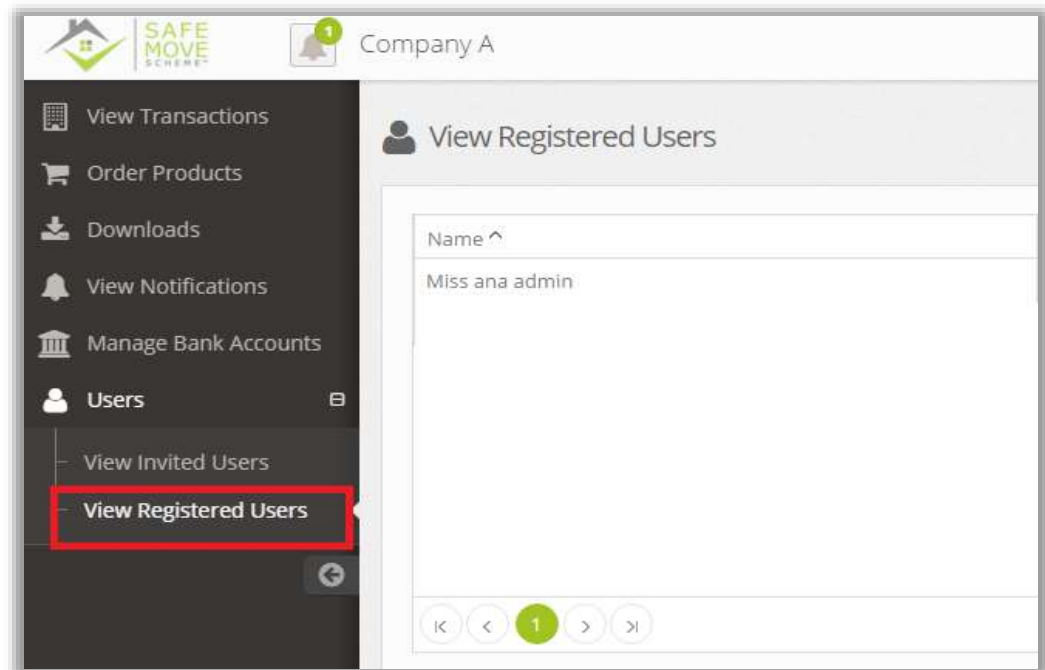 SAFE
MOVE
SCHEME
1
Company A
View Transactions
Order Products
Downloads
View Notifications
Manage Bank Accounts
Users
View Invited Users
View Registered Users
View Registered Users
Name
Miss ana admin
1